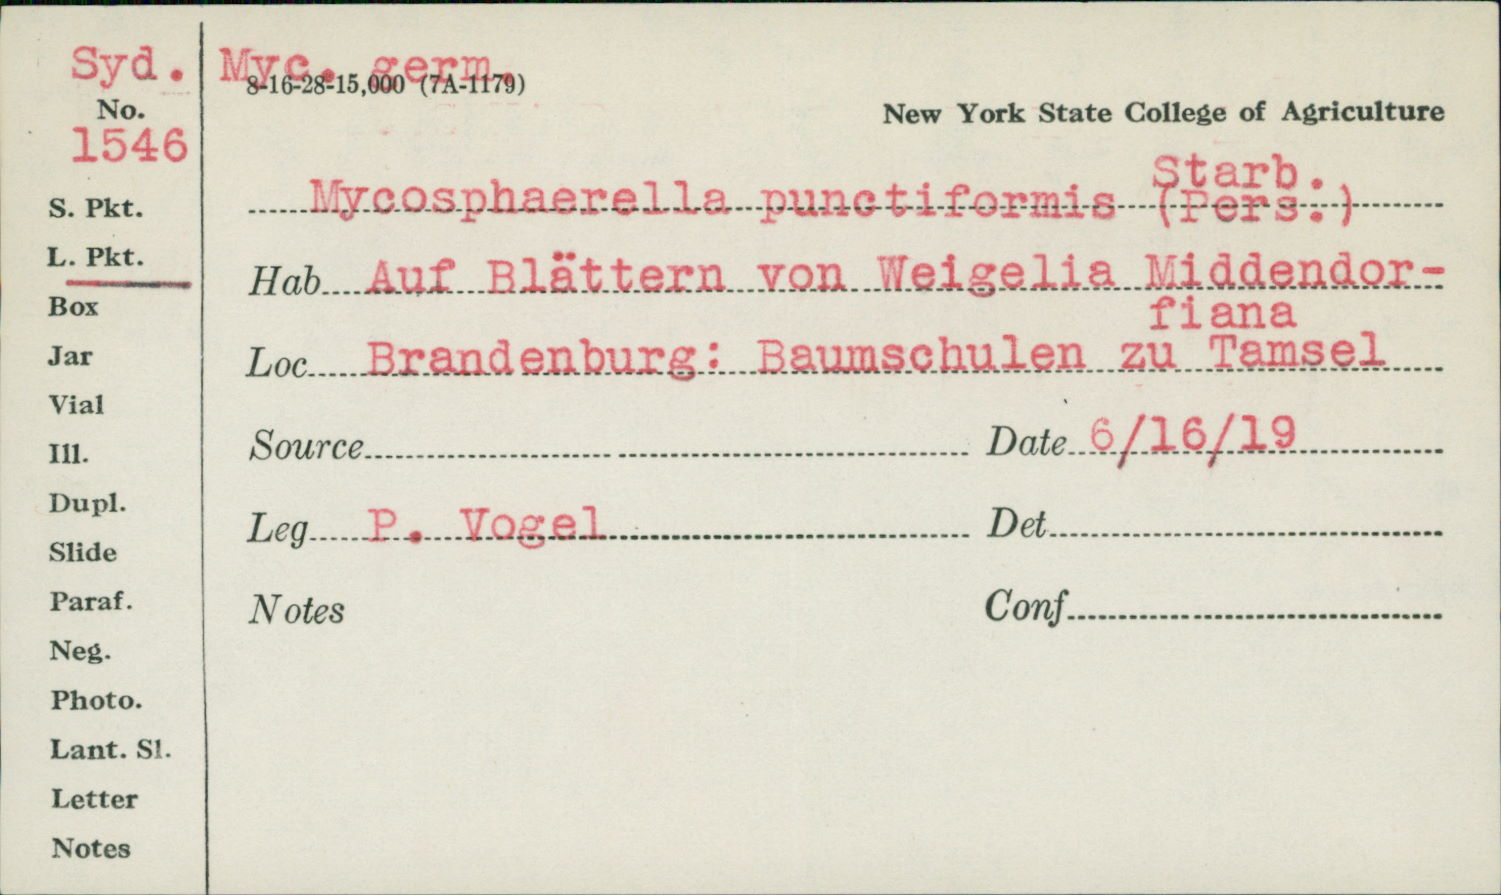 Syd. Myc. germ.
8-16-28-15,000 (7A-1179)
No.
1546
New York State College of Agriculture
Starb.
Mycosphaerella punctiformis (Pers.)
S. Pkt.
L. Pkt.
Hab. Auf Blättern von Weigelia Middendor-
fiana
Box
Jar
Loc. Brandenburg: Baumschulen zu Tamsel
Vial
Ill.
Source Date 6/16/19
Dupl.
Leg P. Vogel Det
Slide
Paraf.
Notes Conf
Neg.
Photo.
Lant. Sl.
Letter
Notes